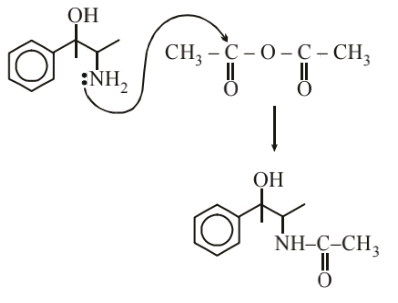 OH
:NH₂
CH₃ – C – O – C – CH₃
O O
OH
NH–C–CH₃
O